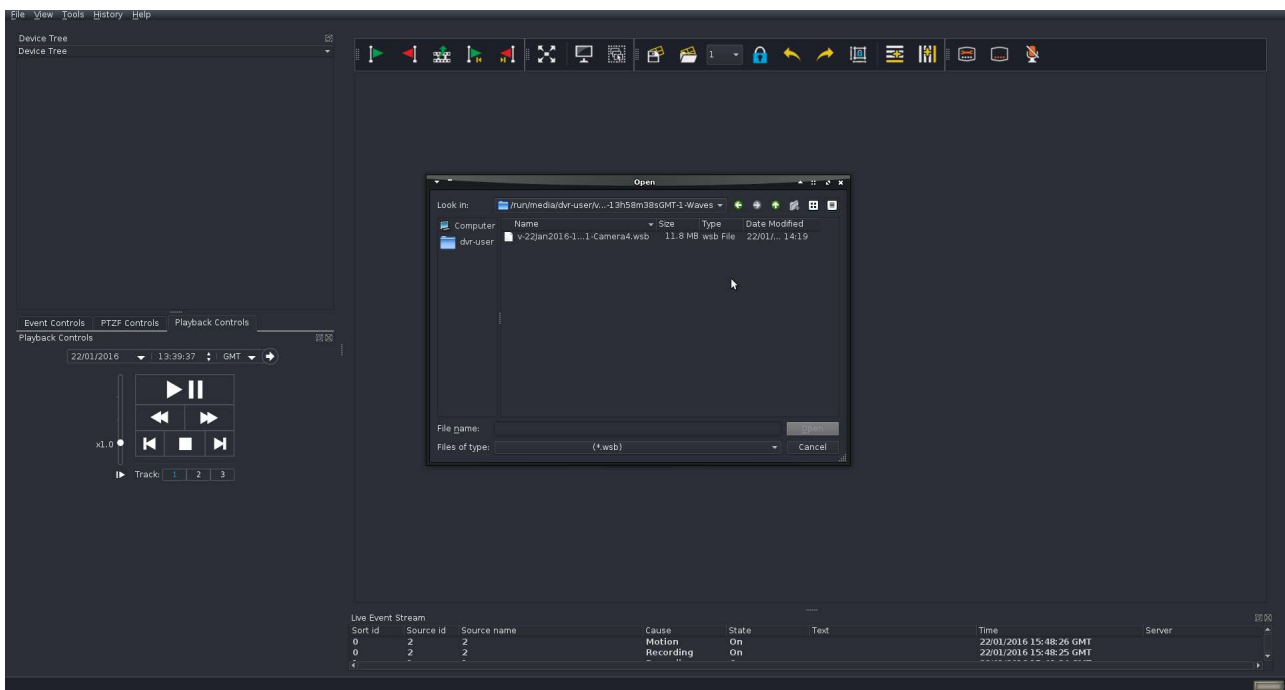 File View Tools History Help
Device Tree
Device Tree
1
Open
Look in: /run/media/dvr-user/v...-13h58m38sGMT-1-Waves
Computer
dvr-user
Name Size Type Date Modified
v-22Jan2016-1...1-Camera4.wsb 11.8 MB wsb File 22/01/... 14:19
File name: Open
Files of type: (*.wsb) Cancel
Event Controls PTZF Controls Playback Controls
Playback Controls
22/01/2016 13:39:37 GMT
x1.0
Track: 1 2 3
Live Event Stream
Sort id Source id Source name Cause State Text Time Server
0 2 2 Motion On 22/01/2016 15:48:26 GMT
0 2 2 Recording On 22/01/2016 15:48:25 GMT